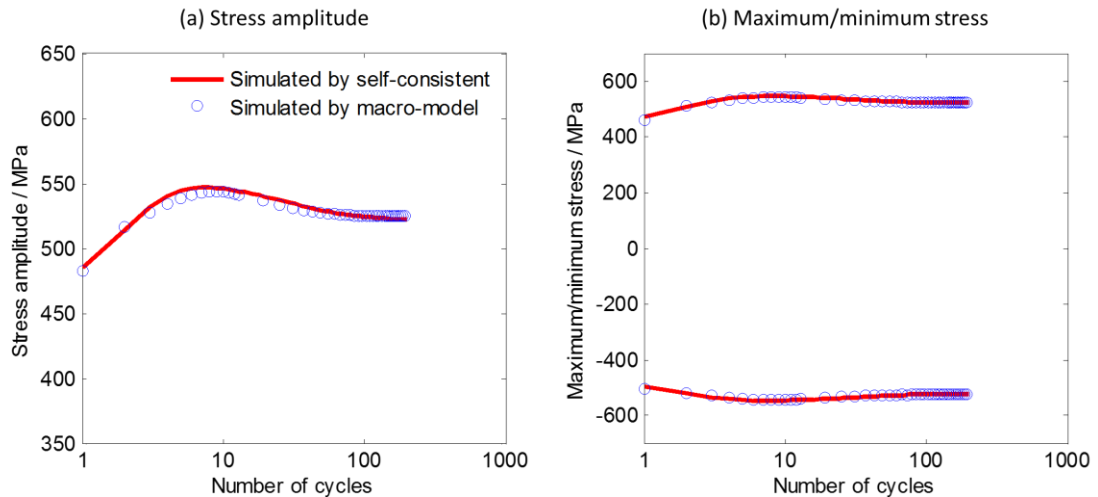 (a) Stress amplitude
650
600
550
500
450
400
350
Stress amplitude / MPa
Simulated by self-consistent
Simulated by macro-model
1
10
100
1000
Number of cycles
(b) Maximum/minimum stress
600
400
200
0
-200
-400
-600
Maximum/minimum stress / MPa
1
10
100
1000
Number of cycles